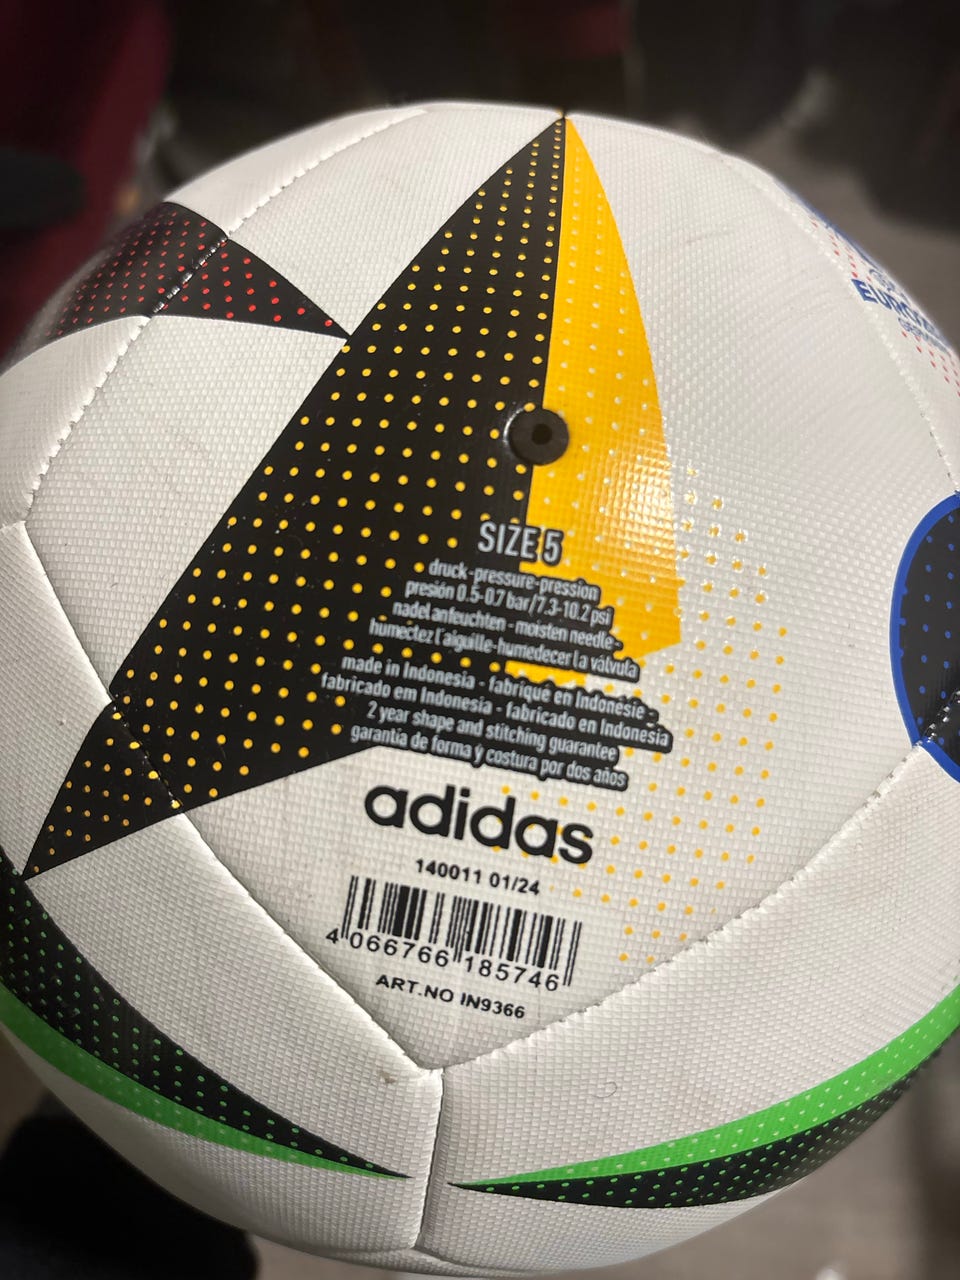 EURO
SIZE 5
druck-pressure-pression
presión 0.5-0.7 bar/7.3-10.2 psi
nadel anfeuchten - moisten needle -
humectez l'aiguille-humedecer la válvula
made in Indonesia - fabriqué en Indonésie -
fabricado em Indonesia - fabricado en Indonesia
2 year shape and stitching guarantee
garantía de forma y costura por dos años
adidas
140011 01/24
4 066766 185746
ART.NO IN9366